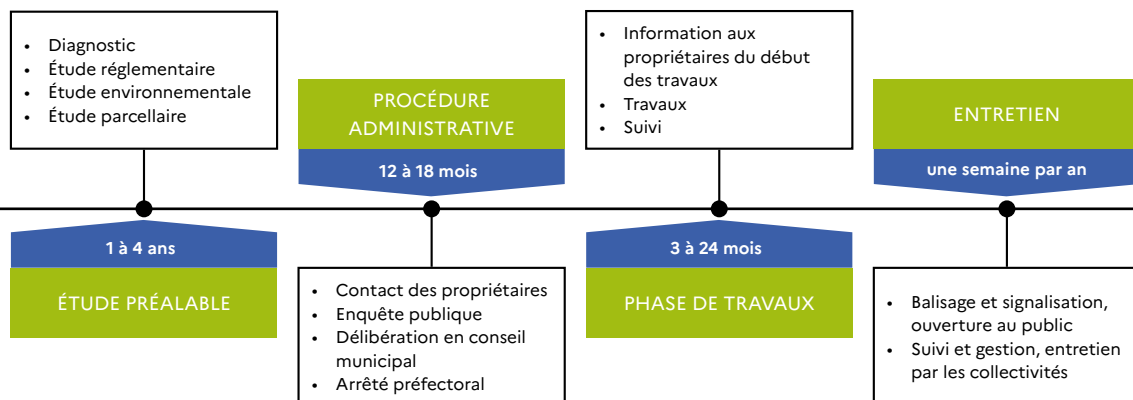 • Diagnostic
• Étude réglementaire
• Étude environnementale
• Étude parcellaire
1 à 4 ans
ÉTUDE PRÉALABLE
PROCÉDURE
ADMINISTRATIVE
12 à 18 mois
• Contact des propriétaires
• Enquête publique
• Délibération en conseil
municipal
• Arrêté préfectoral
• Information aux
propriétaires du début
des travaux
• Travaux
• Suivi
3 à 24 mois
PHASE DE TRAVAUX
ENTRETIEN
une semaine par an
• Balisage et signalisation,
ouverture au public
• Suivi et gestion, entretien
par les collectivités